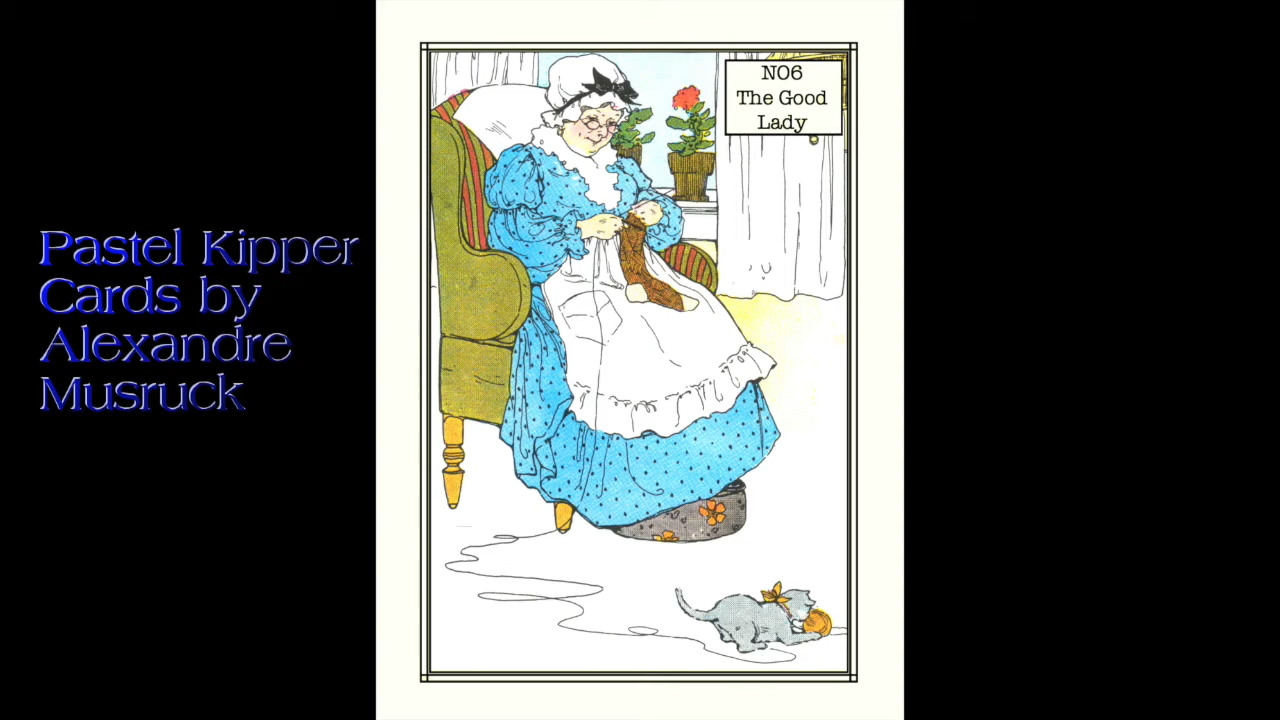 Pastel Kipper
Cards by
Alexandre
Musruck
NO6
The Good
Lady